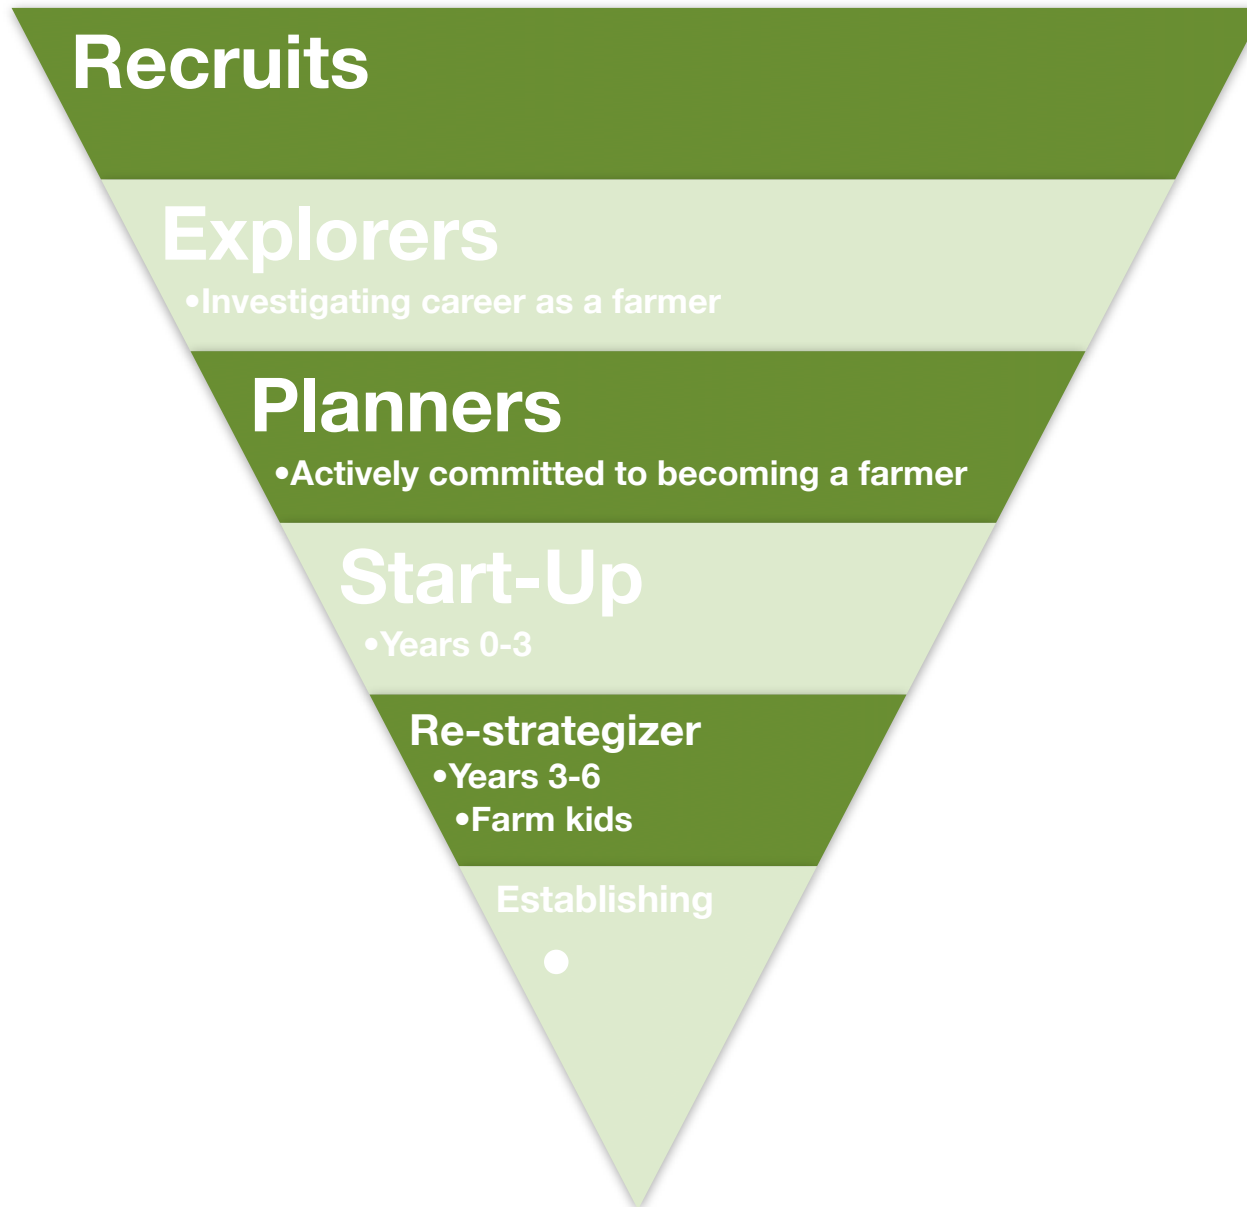 Recruits
Explorers
•Investigating career as a farmer
Planners
•Actively committed to becoming a farmer
Start-Up
•Years 0-3
Re-strategizer
•Years 3-6
•Farm kids
Establishing
•